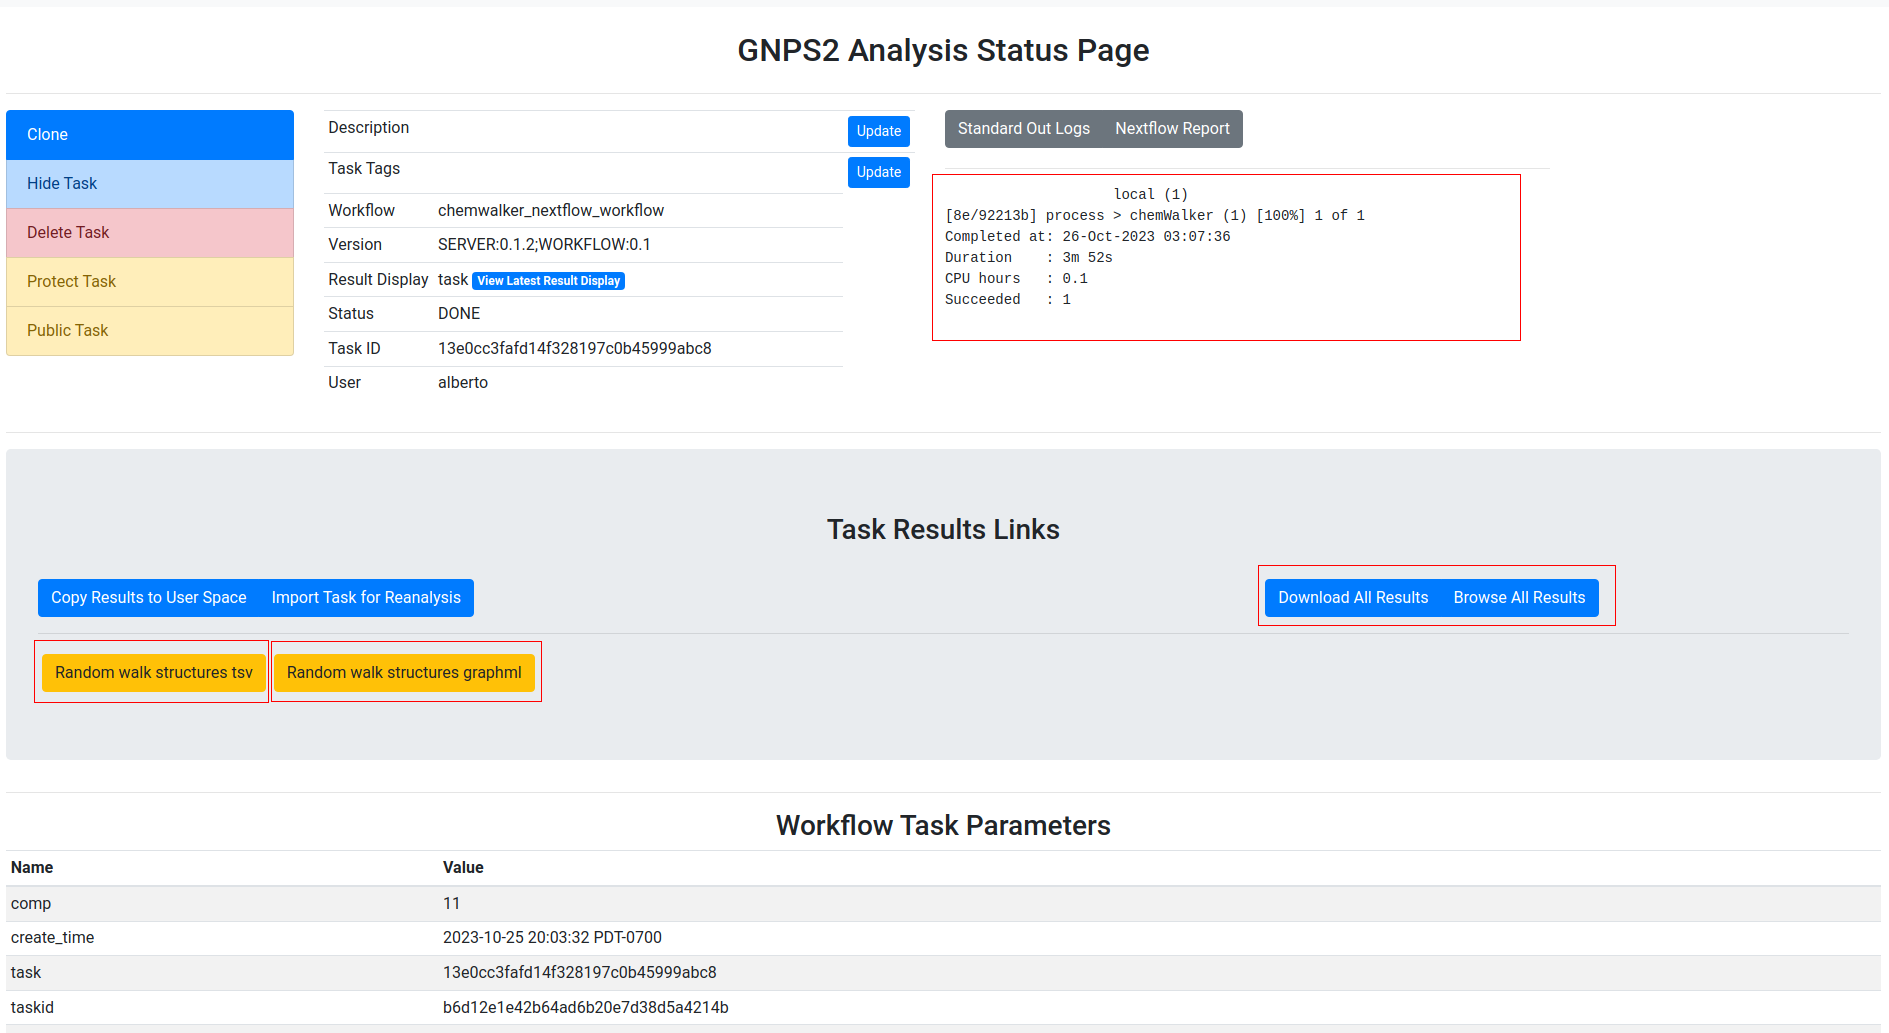 GNPS2 Analysis Status Page
Clone
Hide Task
Delete Task
Protect Task
Public Task
Description Update
Task Tags Update
Workflow chemwalker_nextflow_workflow
Version SERVER:0.1.2;WORKFLOW:0.1
Result Display task View Latest Result Display
Status DONE
Task ID 13e0cc3fafd14f328197c0b45999abc8
User alberto
Standard Out Logs Nextflow Report
local (1)
[8e/92213b] process > chemWalker (1) [100%] 1 of 1
Completed at: 26-Oct-2023 03:07:36
Duration    : 3m 52s
CPU hours   : 0.1
Succeeded   : 1
Task Results Links
Copy Results to User Space Import Task for Reanalysis Download All Results Browse All Results
Random walk structures tsv Random walk structures graphml
Workflow Task Parameters
Name Value
comp 11
create_time 2023-10-25 20:03:32 PDT-0700
task 13e0cc3fafd14f328197c0b45999abc8
taskid b6d12e1e42b64ad6b20e7d38d5a4214b